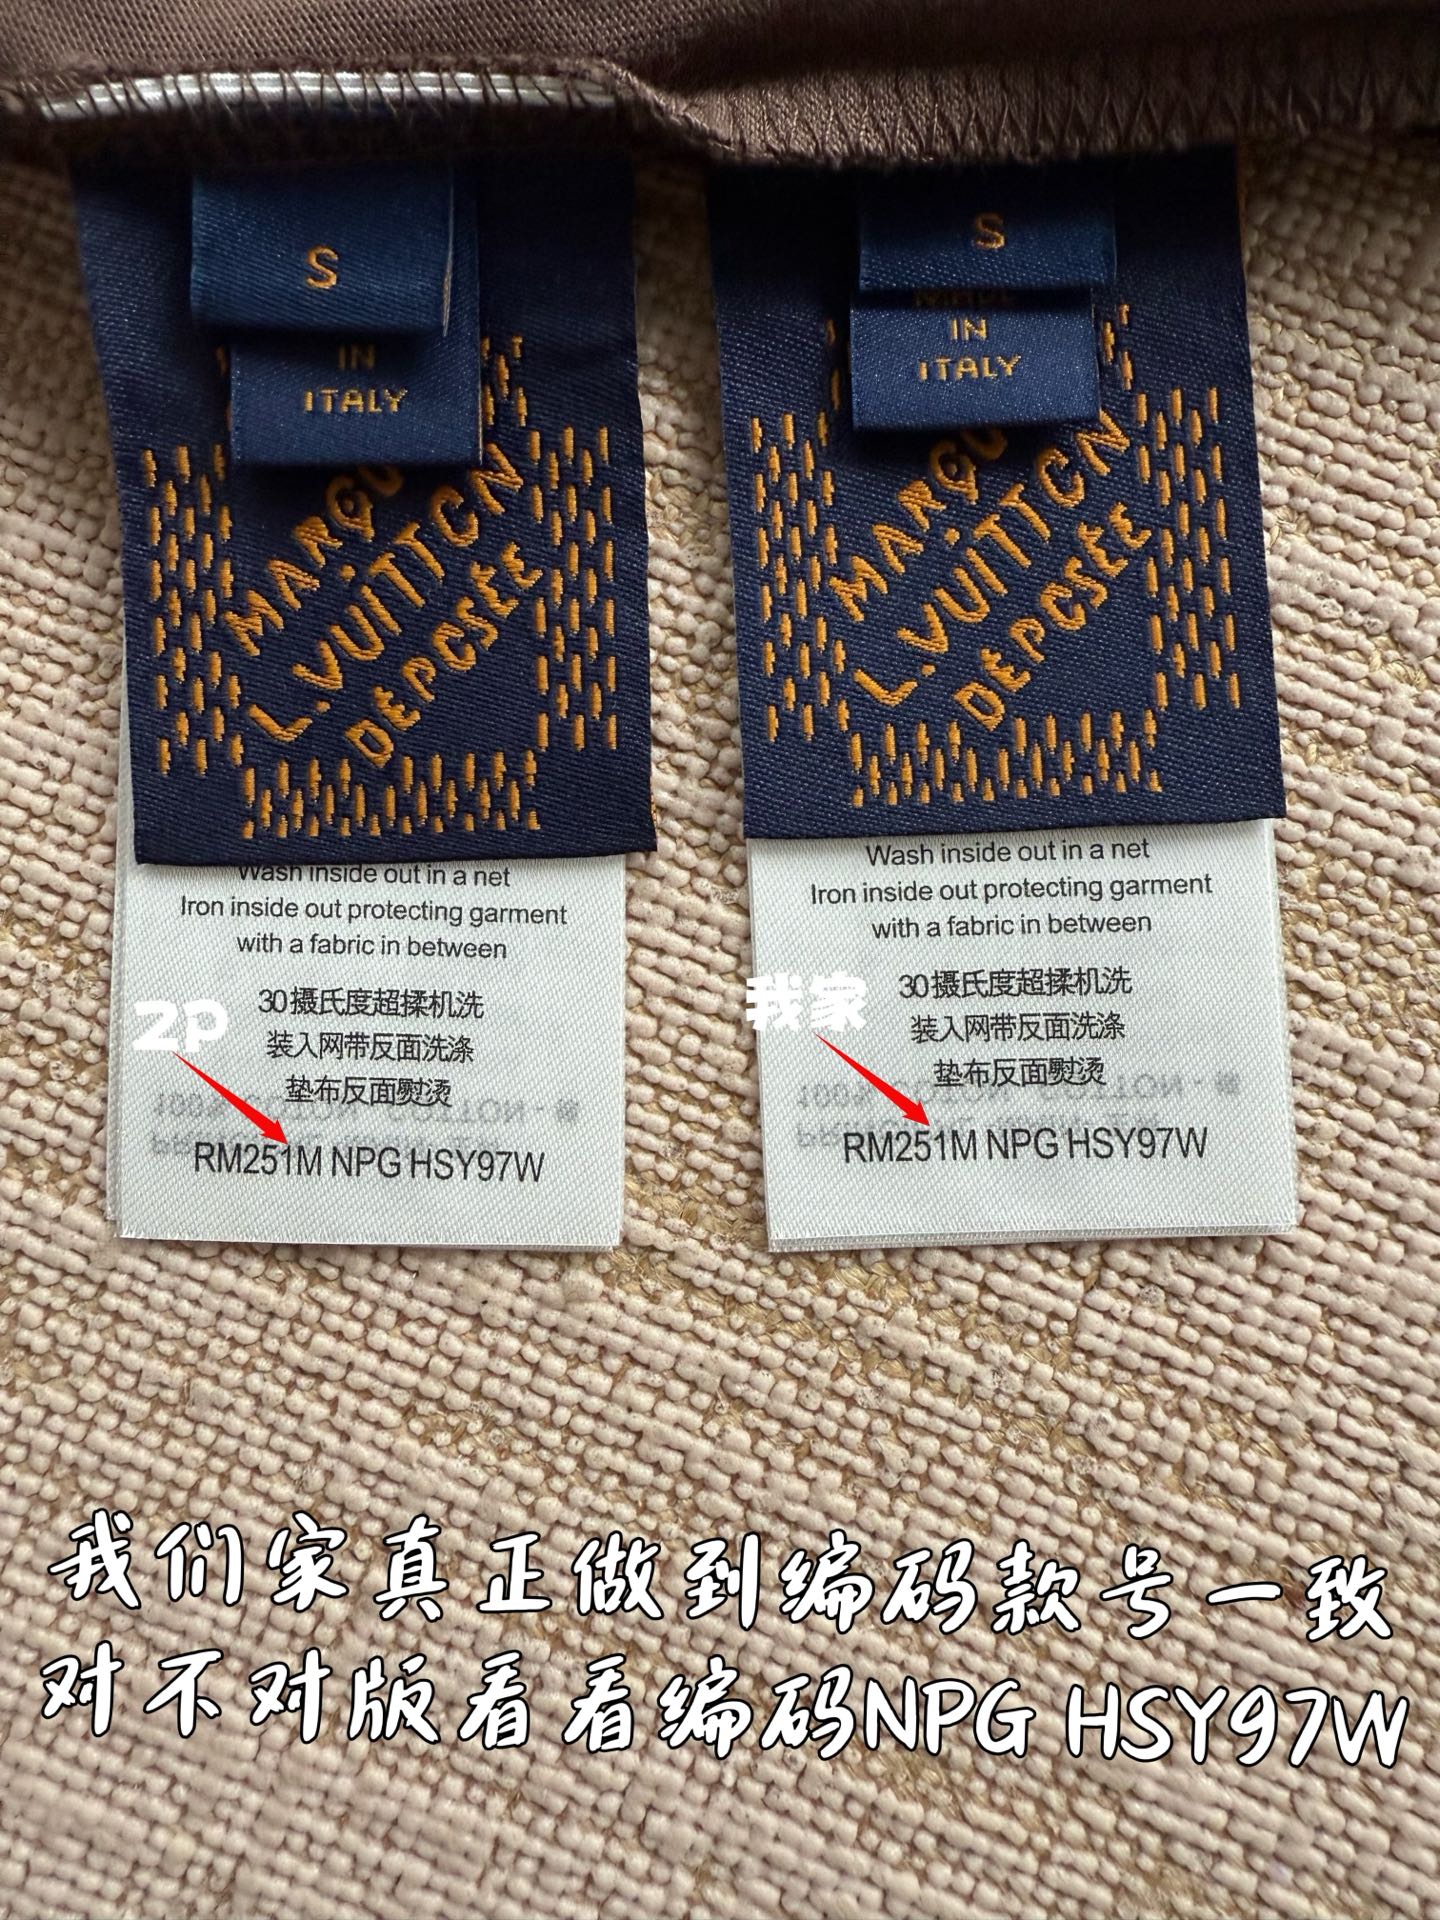 S
IN
ITALY
MARQU
L.VUITTON
DÉPOSÉE
Wash inside out in a net
Iron inside out protecting garment
with a fabric in between
30摄氏度超揉机洗
装入网带反面洗涤
垫布反面熨烫
ZP
RM251M NPG HSY97W
S
MADE
IN
ITALY
MARQU
L.VUITTON
DÉPOSÉE
Wash inside out in a net
Iron inside out protecting garment
with a fabric in between
30摄氏度超揉机洗
装入网带反面洗涤
垫布反面熨烫
我家
RM251M NPG HSY97W
我们家真正做到编码款号一致
对不对版看看编码NPG HSY97W